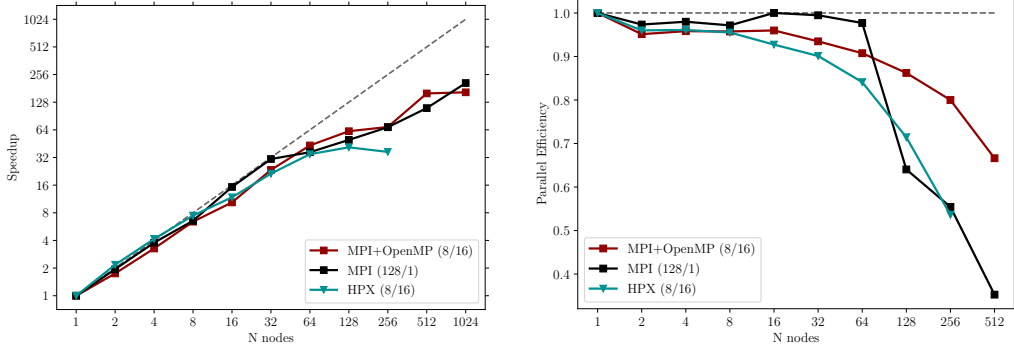 1024
512
256
128
64
32
16
8
4
2
1
Speedup
1 2 4 8 16 32 64 128 256 512 1024
N nodes
MPI+OpenMP (8/16)
MPI (128/1)
HPX (8/16)
1.0
0.9
0.8
0.7
0.6
0.5
0.4
Parallel Efficiency
1 2 4 8 16 32 64 128 256 512
N nodes
MPI+OpenMP (8/16)
MPI (128/1)
HPX (8/16)